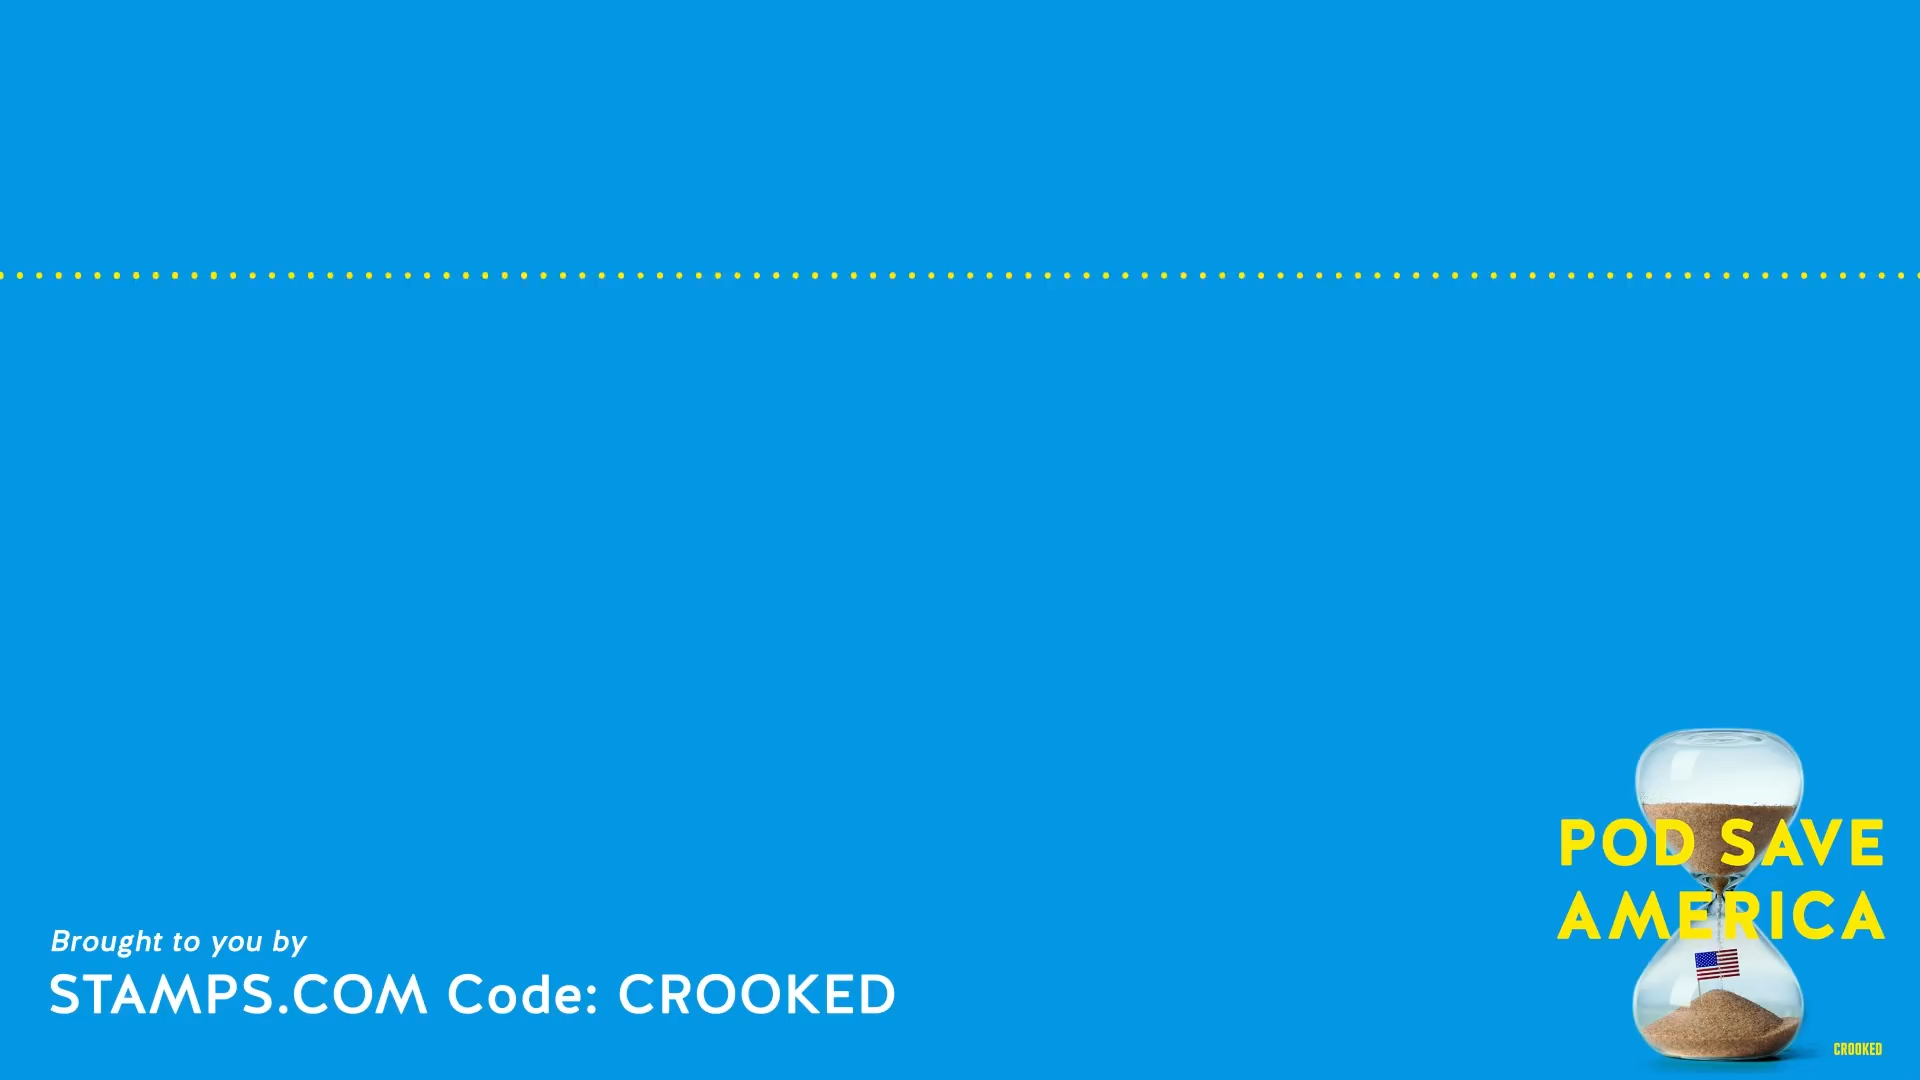 POD SAVE
AMERICA
Brought to you by
STAMPS.COM Code: CROOKED
CROOKED